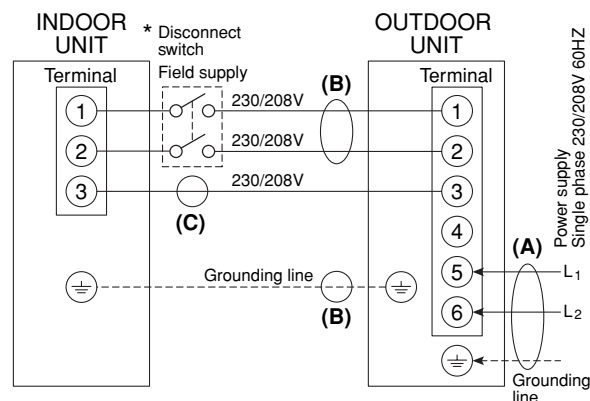 INDOOR
UNIT
* Disconnect
switch
Field supply
OUTDOOR
UNIT
Terminal
Terminal
1
230/208V
(B)
1
2
230/208V
2
3
230/208V
3
(C)
4
(A)
Power supply
Single phase 230/208V 60HZ
Grounding line
(B)
5
L1
6
L2
Grounding
line